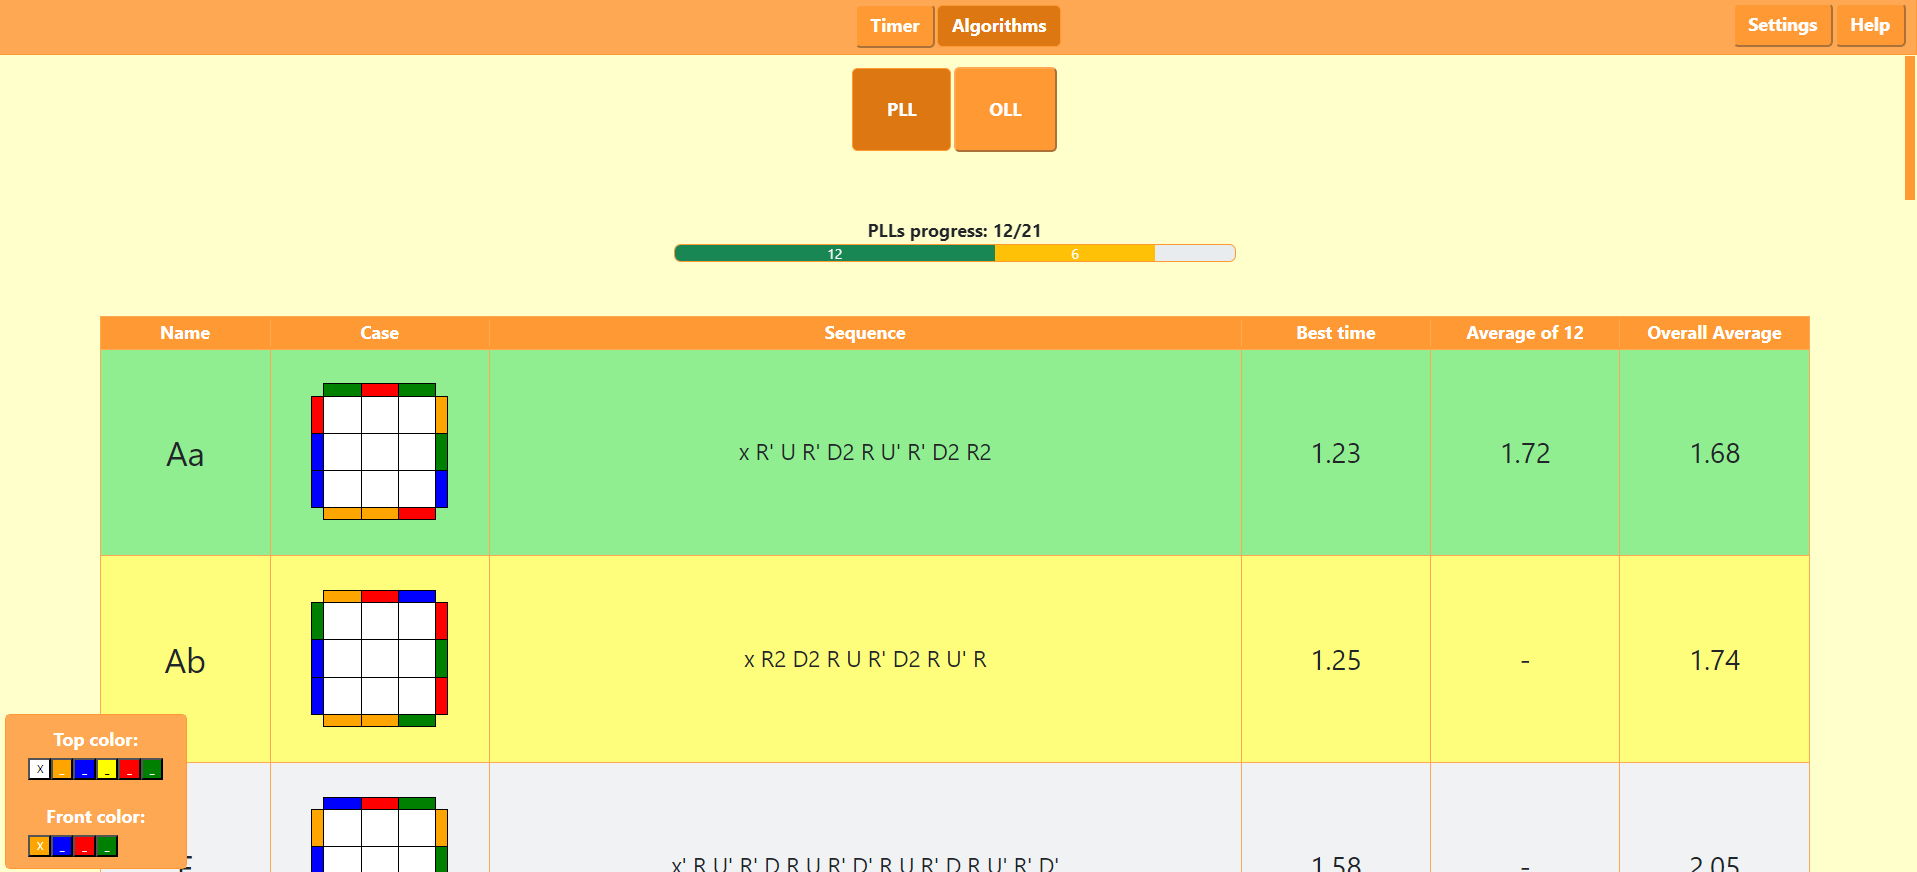 Timer Algorithms Settings Help
PLL OLL
PLLs progress: 12/21
12 6
Name Case Sequence Best time Average of 12 Overall Average
Aa x R' U R' D2 R U' R' D2 R2 1.23 1.72 1.68
Ab x R2 D2 R U R' D2 R U' R 1.25 - 1.74
Top color:
X _ _ _ _ _
Front color:
X _ _ _
x' R U' R' D R U R' D' R U R' D R U' R' D' 1.58 - 2.05